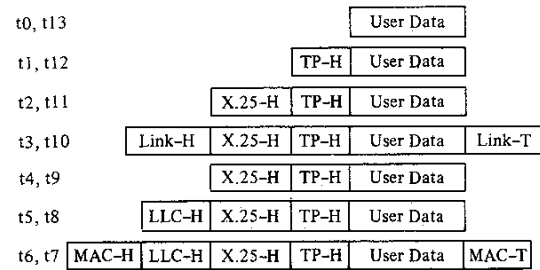 t0, t13 User Data
t1, t12 TP-H User Data
t2, t11 X.25-H TP-H User Data
t3, t10 Link-H X.25-H TP-H User Data Link-T
t4, t9 X.25-H TP-H User Data
t5, t8 LLC-H X.25-H TP-H User Data
t6, t7 MAC-H LLC-H X.25-H TP-H User Data MAC-T